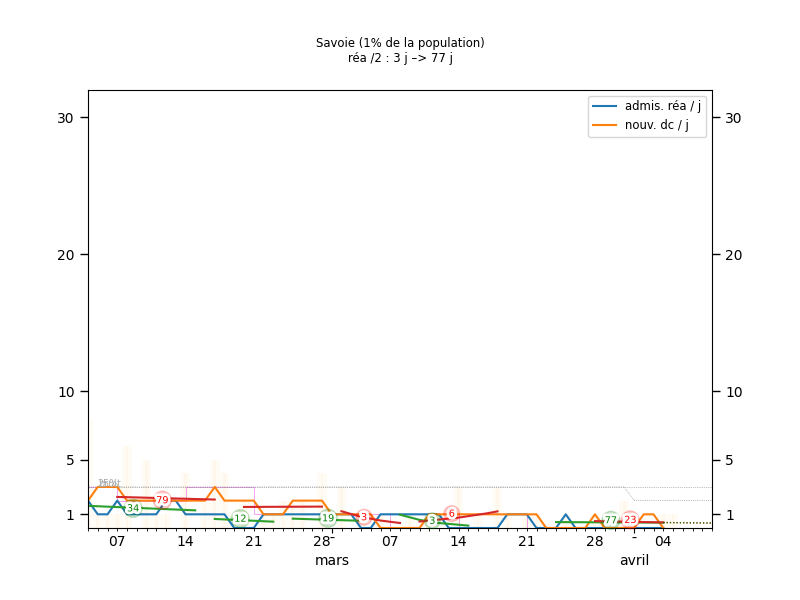 Savoie (1% de la population)
réa /2 : 3 j –> 77 j
admis. réa / j
nouv. dc / j
30 30
20 20
10 10
5 5
1 1
34 79 12 19 3 3 6 77 23
07 14 21 28 - 07 14 21 28 - 04
mars avril